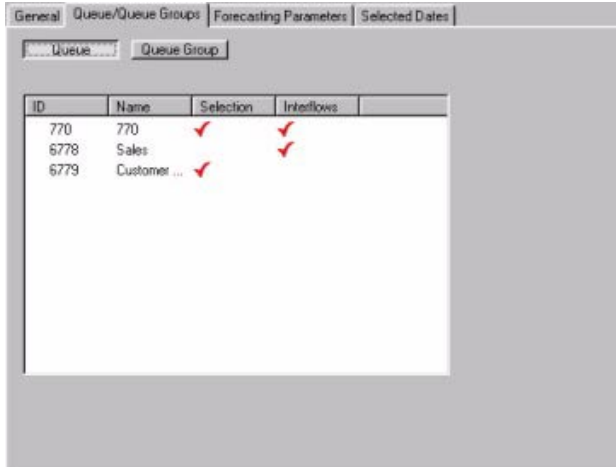 General Queue/Queue Groups Forecasting Parameters Selected Dates
Queue Queue Group
ID Name Selection Interflows
770 770
6778 Sales
6779 Customer ...